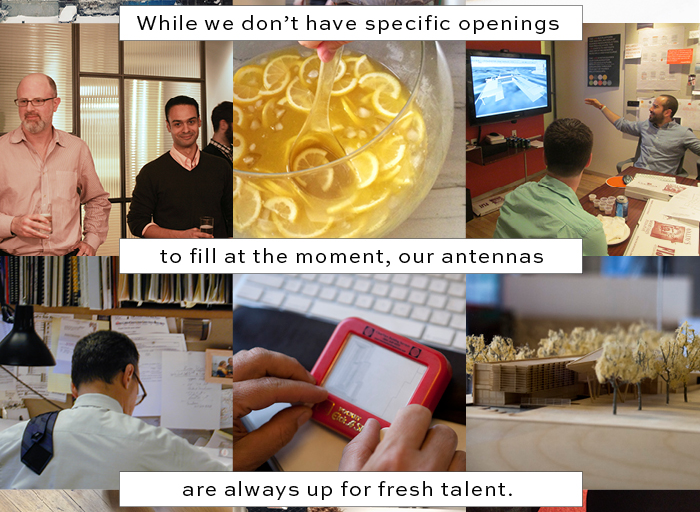 While we don't have specific openings
to fill at the moment, our antennas
are always up for fresh talent.